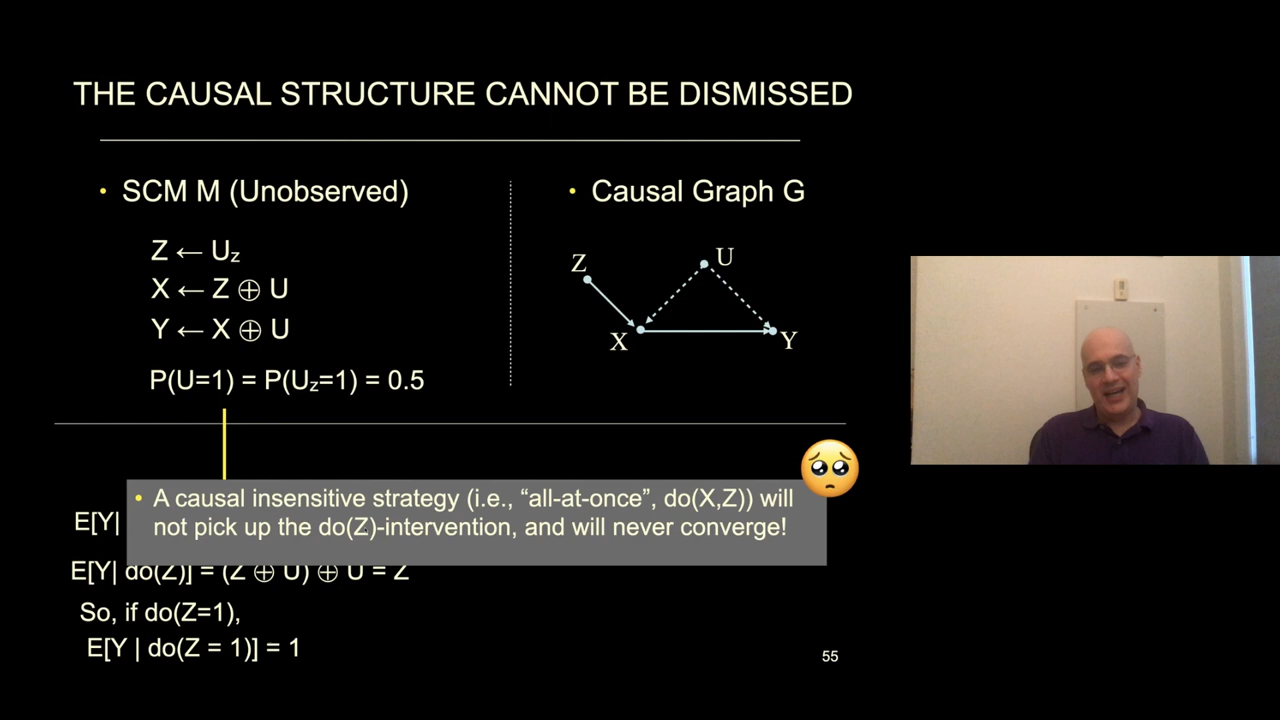 THE CAUSAL STRUCTURE CANNOT BE DISMISSED
• SCM M (Unobserved)
Z ← Uz
X ← Z ⊕ U
Y ← X ⊕ U
P(U=1) = P(Uz=1) = 0.5
• Causal Graph G
Z
U
X
Y
• A causal insensitive strategy (i.e., “all-at-once”, do(X,Z)) will
not pick up the do(Z)-intervention, and will never converge!
E[Y|
E[Y| do(Z)] = (Z ⊕ U) ⊕ U = Z
So, if do(Z=1),
E[Y | do(Z = 1)] = 1
55